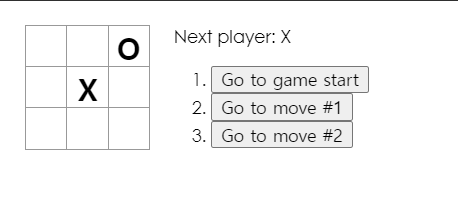 O
X
Next player: X
1. Go to game start
2. Go to move #1
3. Go to move #2